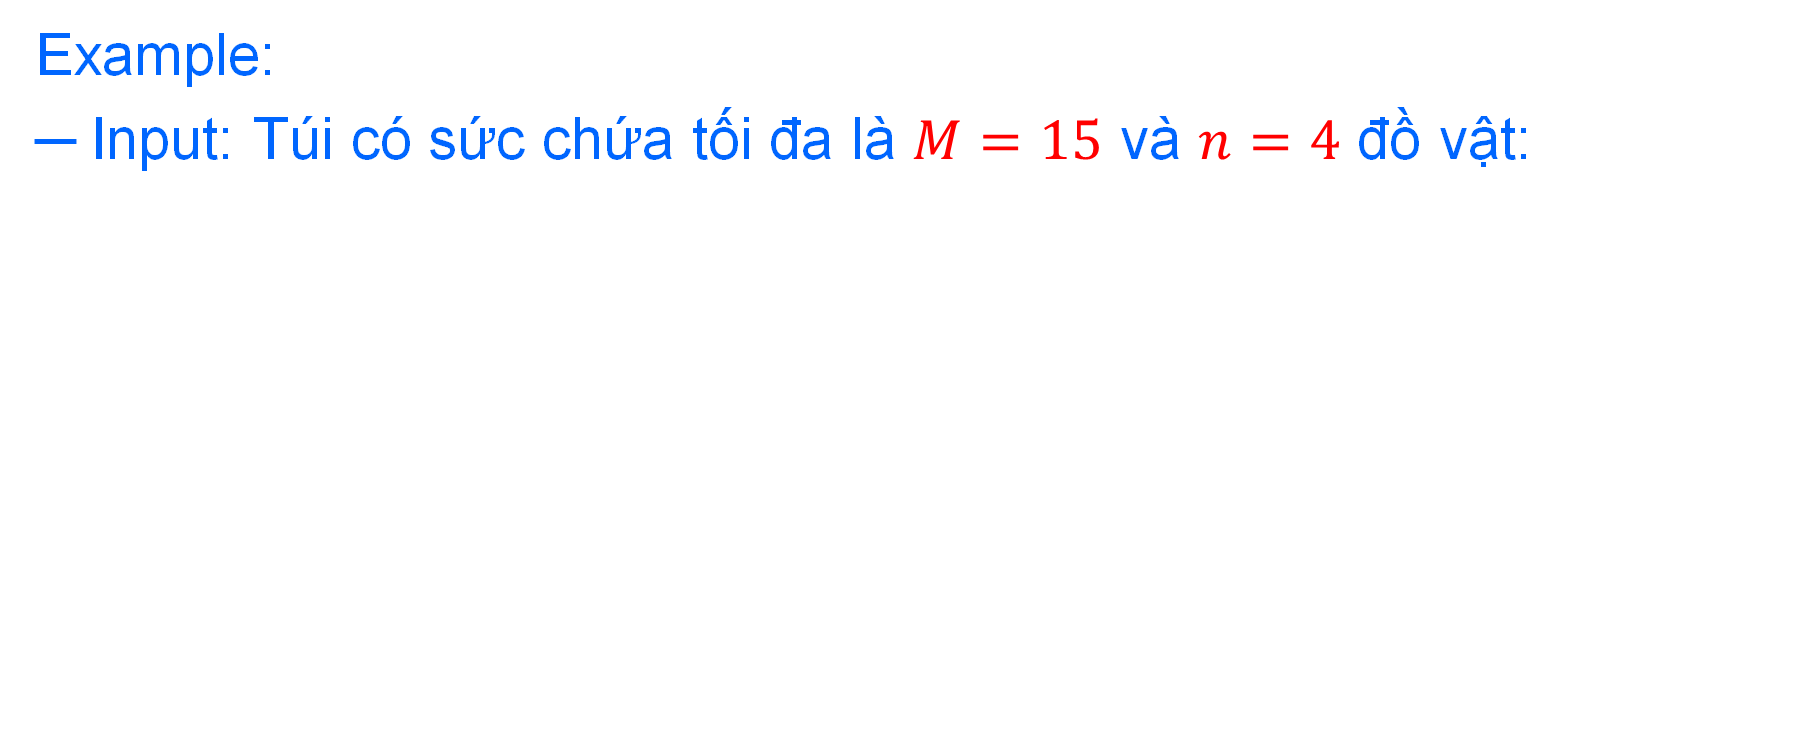 Example:
— Input: Túi có sức chứa tối đa là M = 15 và n = 4 đồ vật: